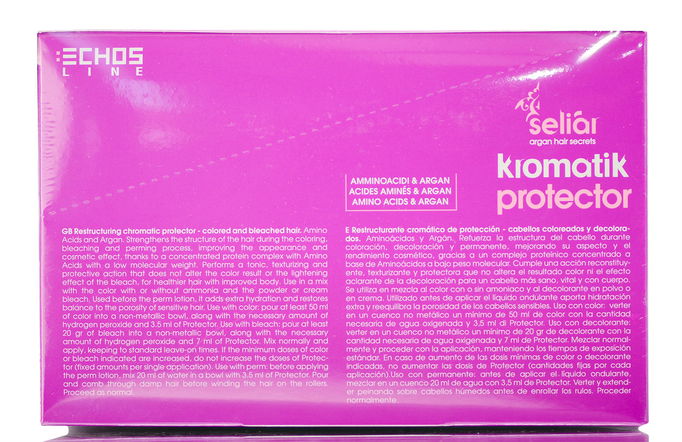 ECHOS
LINE
seliár
argan hair secrets
kromatik
protector
AMMINOACIDI & ARGAN
ACIDES AMINÉS & ARGAN
AMINO ACIDS & ARGAN
GB Restructuring chromatic protector - colored and bleached hair. Amino
Acids and Argan. Strengthens the structure of the hair during the coloring,
bleaching and perming process, improving the appearance and
cosmetic effect, thanks to a concentrated protein complex with Amino
Acids with a low molecular weight. Performs a tonic, texturizing and
protective action that does not alter the color result or the lightening
effect of the bleach, for healthier hair with improved body. Use in a mix
with the color with or without ammonia and the powder or cream
bleach. Used before the perm lotion, it adds extra hydration and restores
balance to the porosity of sensitive hair. Use with color: pour at least 50 ml
of color into a non-metallic bowl, along with the necessary amount of
hydrogen peroxide and 3.5 ml of Protector. Use with bleach: pour at least
20 gr of bleach into a non-metallic bowl, along with the necessary
amount of hydrogen peroxide and 7 ml of Protector. Mix normally and
apply, keeping to standard leave-on times. If the minimum doses of color
or bleach indicated are increased, do not increase the doses of Protec-
tor (fixed amounts per single application). Use with perm: before applying
the perm lotion, mix 20 ml of water in a bowl with 3.5 ml of Protector. Pour
and comb through damp hair before winding the hair on the rollers.
Proceed as normal.
E Restructurante cromático de protección - cabellos coloreados y decolora-
dos. Aminoácidos y Argán. Refuerza la estructura del cabello durante
coloración, decoloración y permanente, mejorando su aspecto y el
rendimiento cosmético, gracias a un complejo proteínico concentrado a
base de Aminoácidos a bajo peso molecular. Cumple una acción reconstituy-
ente, texturizante y protectora que no altera el resultado color ni el efecto
aclarante de la decoloración para un cabello más sano, vital y con cuerpo.
Se utiliza en mezcla al color con o sin amoníaco y al decolorante en polvo o
en crema. Utilizado antes de aplicar el líquido ondulante aporta hidratación
extra y reequilibra la porosidad de los cabellos sensibles. Uso con color: verter
en un cuenco no metálico un mínimo de 50 ml de color con la cantidad
necesaria de agua oxigenada y 3.5 ml di Protector. Uso con decolorante:
verter en un cuenco no metálico un mínimo de 20 gr de decolorante con la
cantidad necesaria de agua oxigenada y 7 ml de Protector. Mezclar normal-
mente y proceder con la aplicación, manteniendo los tiempos de exposición
estándar. En caso de aumento de las dosis mínimas de color o decolorante
indicadas, no aumentar las dosis de Protector (cantidades fijas por cada
aplicación).Uso con permanente: antes de aplicar el líquido ondulante,
mezclar en un cuenco 20 ml de agua con 3.5 ml de Protector. Verter y extend-
er peinando sobre cabellos húmedos antes de enrollar los rulos. Proceder
normalmente.